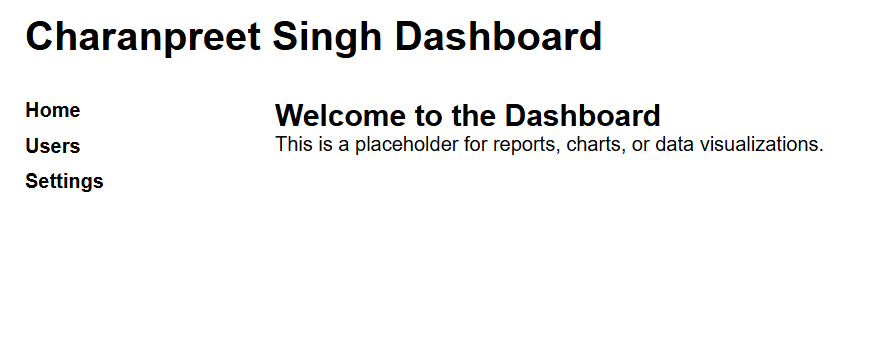 Charanpreet Singh Dashboard
Home
Users
Settings
Welcome to the Dashboard
This is a placeholder for reports, charts, or data visualizations.